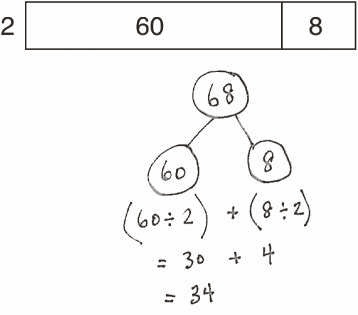 2 60 8
68
60 8
(60 ÷ 2) + (8 ÷ 2)
= 30 + 4
= 34